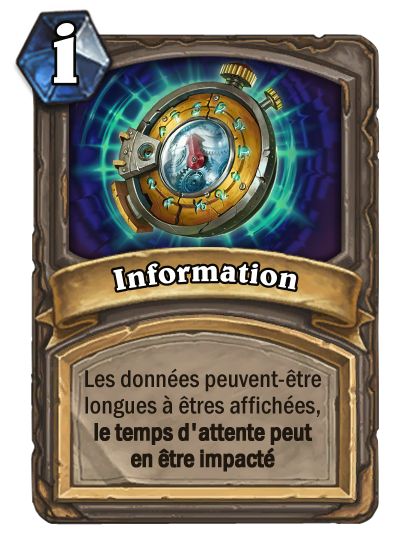 i
Information
Les données peuvent-être
longues à êtres affichées,
le temps d'attente peut
en être impacté